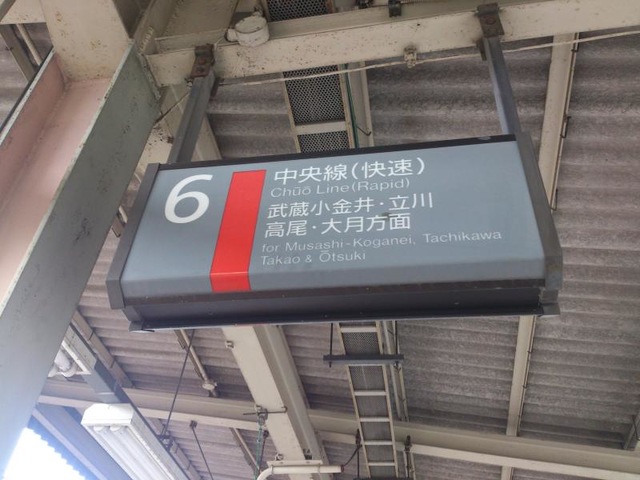 6
中央線(快速)
Chūō Line(Rapid)
武蔵小金井・立川
高尾・大月方面
for Musashi-Koganei, Tachikawa
Takao & Ōtsuki